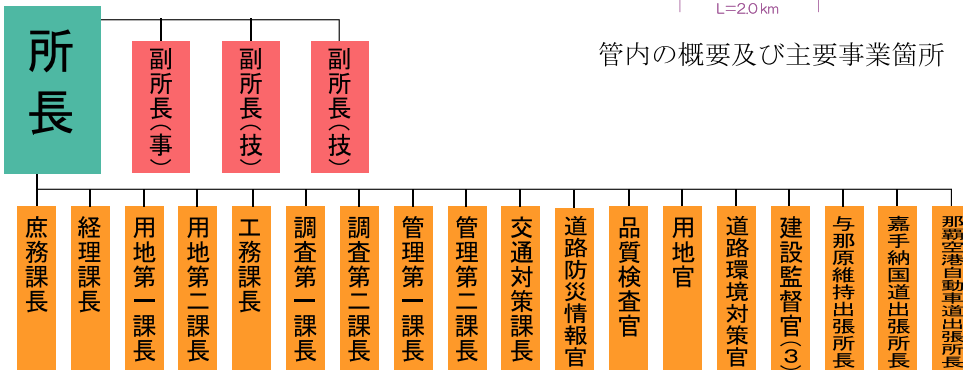 L=2.0km
管内の概要及び主要事業箇所
所長
副所長(事)
副所長(技)
副所長(技)
庶務課長
経理課長
用地第一課長
用地第二課長
工務課長
調査第一課長
調査第二課長
管理第一課長
管理第二課長
交通対策課長
道路防災情報官
品質検査官
用地官
道路環境対策官
建設監督官(3)
与那原維持出張所長
嘉手納国道出張所長
那覇空港自動車道出張所長